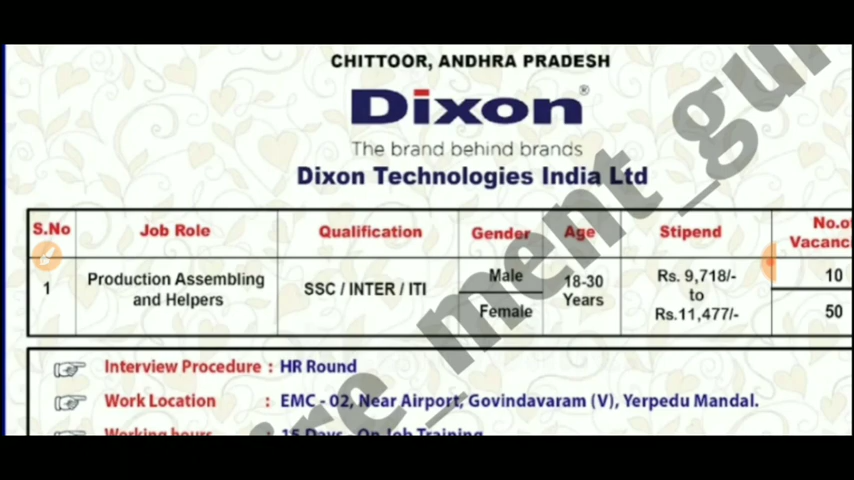 CHITTOOR, ANDHRA PRADESH
Dixon®
The brand behind brands
Dixon Technologies India Ltd
S.No Job Role Qualification Gender Age Stipend No.of
1 Production Assembling and Helpers SSC / INTER / ITI Male 18-30 Years Rs. 9,718/- to Rs.11,477/- 10
Female 50
Interview Procedure : HR Round
Work Location : EMC - 02, Near Airport, Govindavaram (V), Yerpedu Mandal.
Working hours : 15 Days - On Job Training